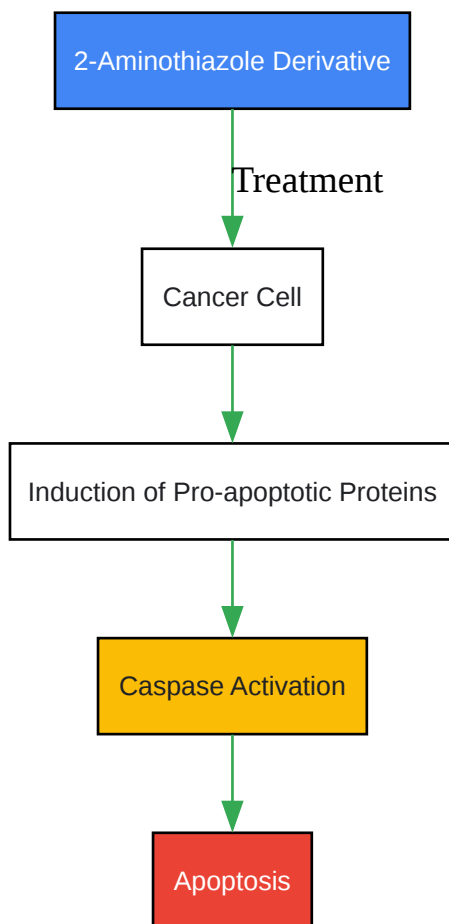 2-Aminothiazole Derivative
Treatment
Cancer Cell
Induction of Pro-apoptotic Proteins
Caspase Activation
Apoptosis